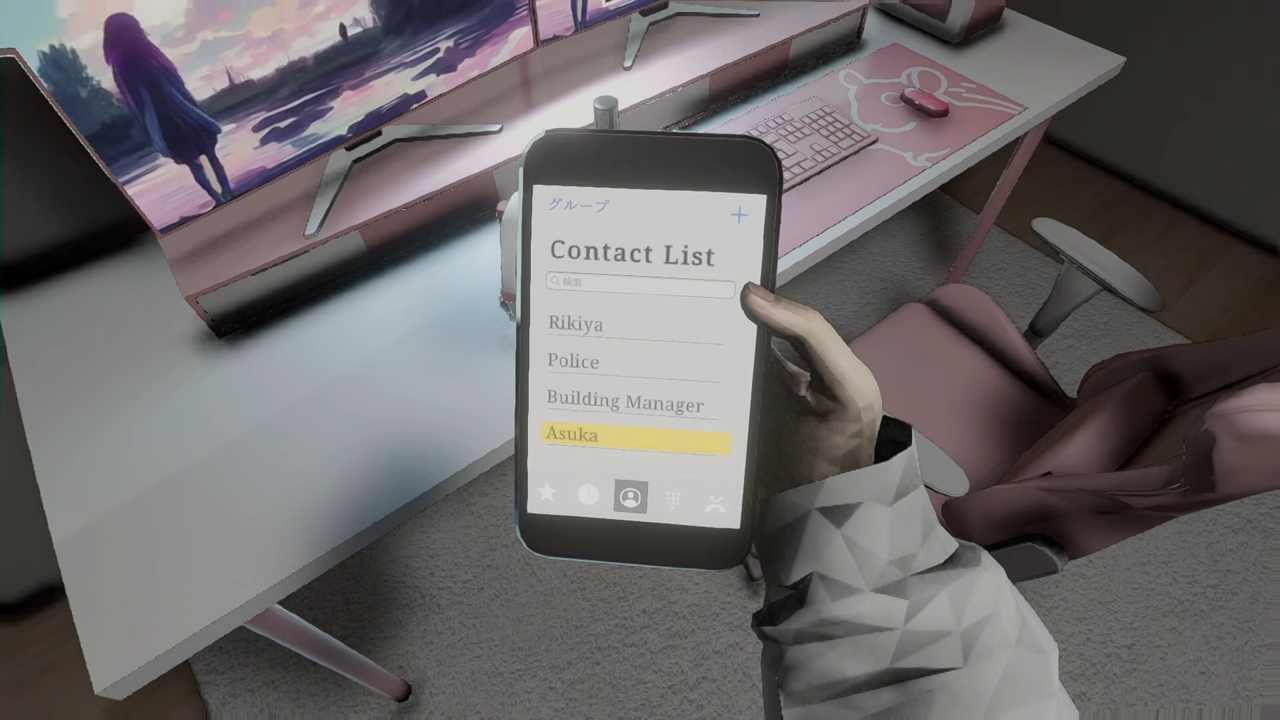 グループ
Contact List
検索
Rikiya
Police
Building Manager
Asuka